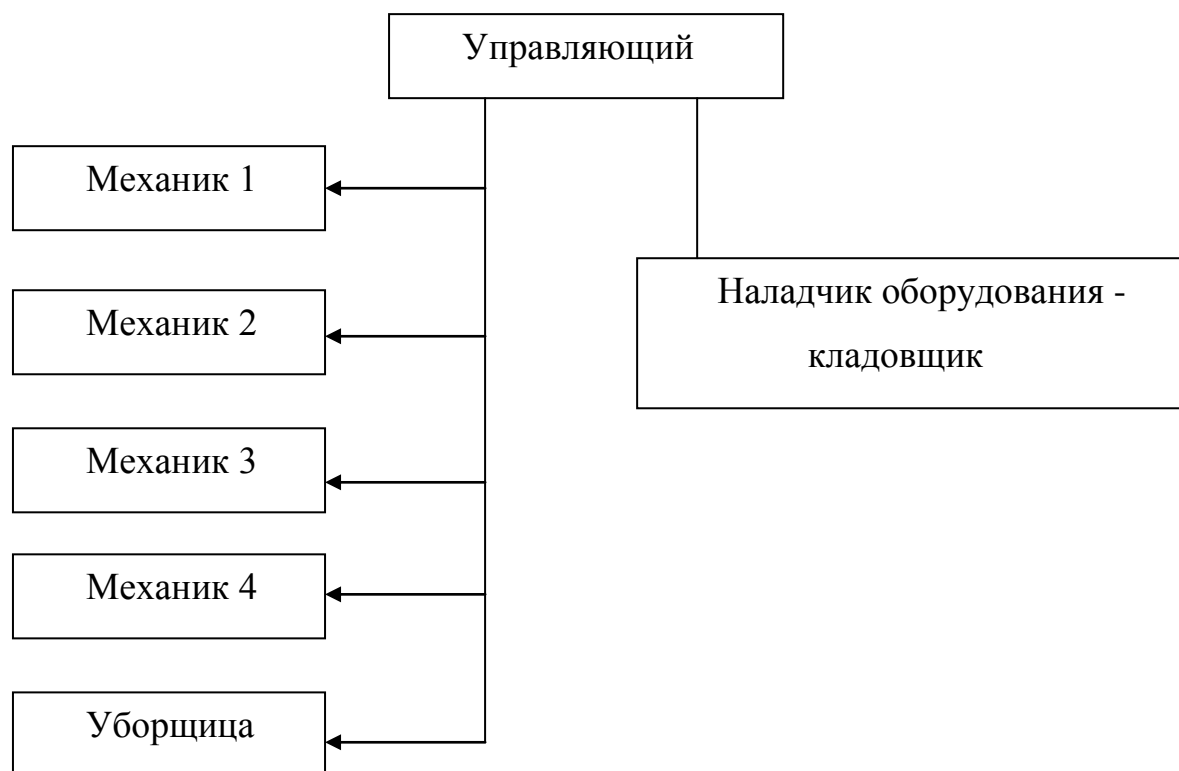 Управляющий
Механик 1
Механик 2
Наладчик оборудования -
кладовщик
Механик 3
Механик 4
Уборщица